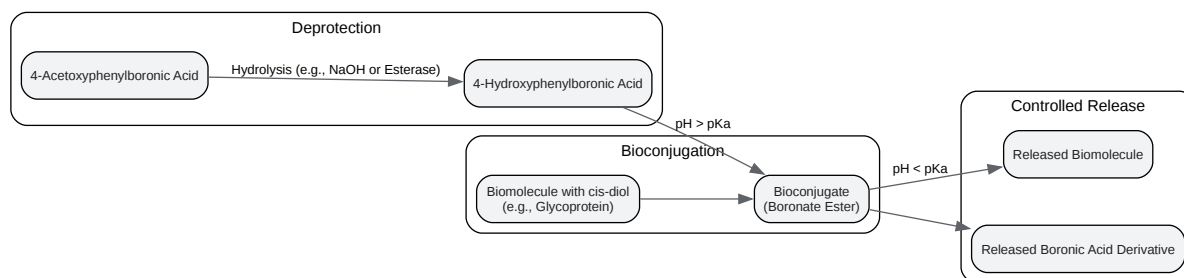 Deprotection
4-Acetoxyphenylboronic Acid
Hydrolysis (e.g., NaOH or Esterase)
4-Hydroxyphenylboronic Acid
pH > pKa
Bioconjugation
Biomolecule with cis-diol
(e.g., Glycoprotein)
Bioconjugate
(Boronate Ester)
pH < pKa
Controlled Release
Released Biomolecule
Released Boronic Acid Derivative